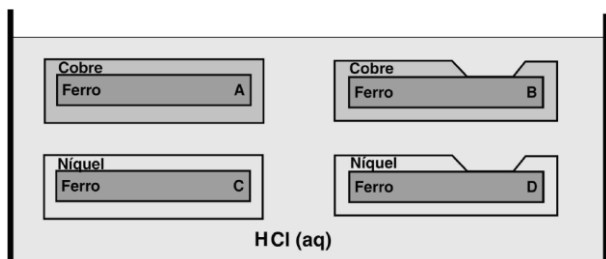 Cobre
Ferro A
Cobre
Ferro B
Níquel
Ferro C
Níquel
Ferro D
HCl (aq)